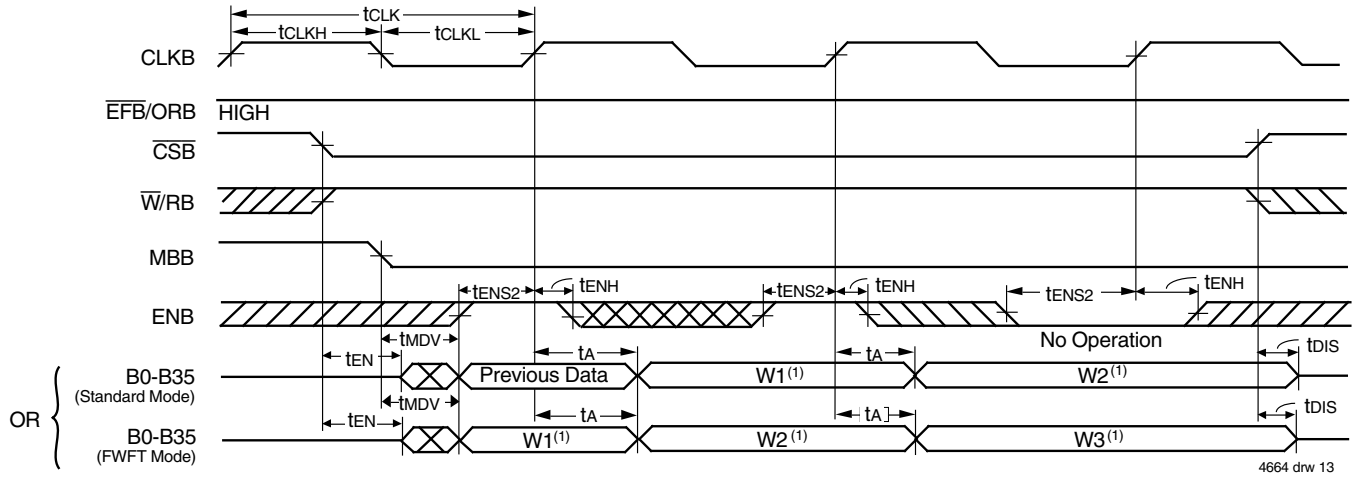 tCLK
tCLKH
tCLKL
CLKB
EFB/ORB HIGH
CSB
W/RB
MBB
tENS2 tENH tENS2 tENH tENS2 tENH
ENB
No Operation
tMDV
tEN tA tA tDIS
B0-B35 Previous Data W1(1) W2(1)
(Standard Mode)
OR
tMDV
tEN tA tA] tDIS
B0-B35 W1(1) W2(1) W3(1)
(FWFT Mode)
4664 drw 13